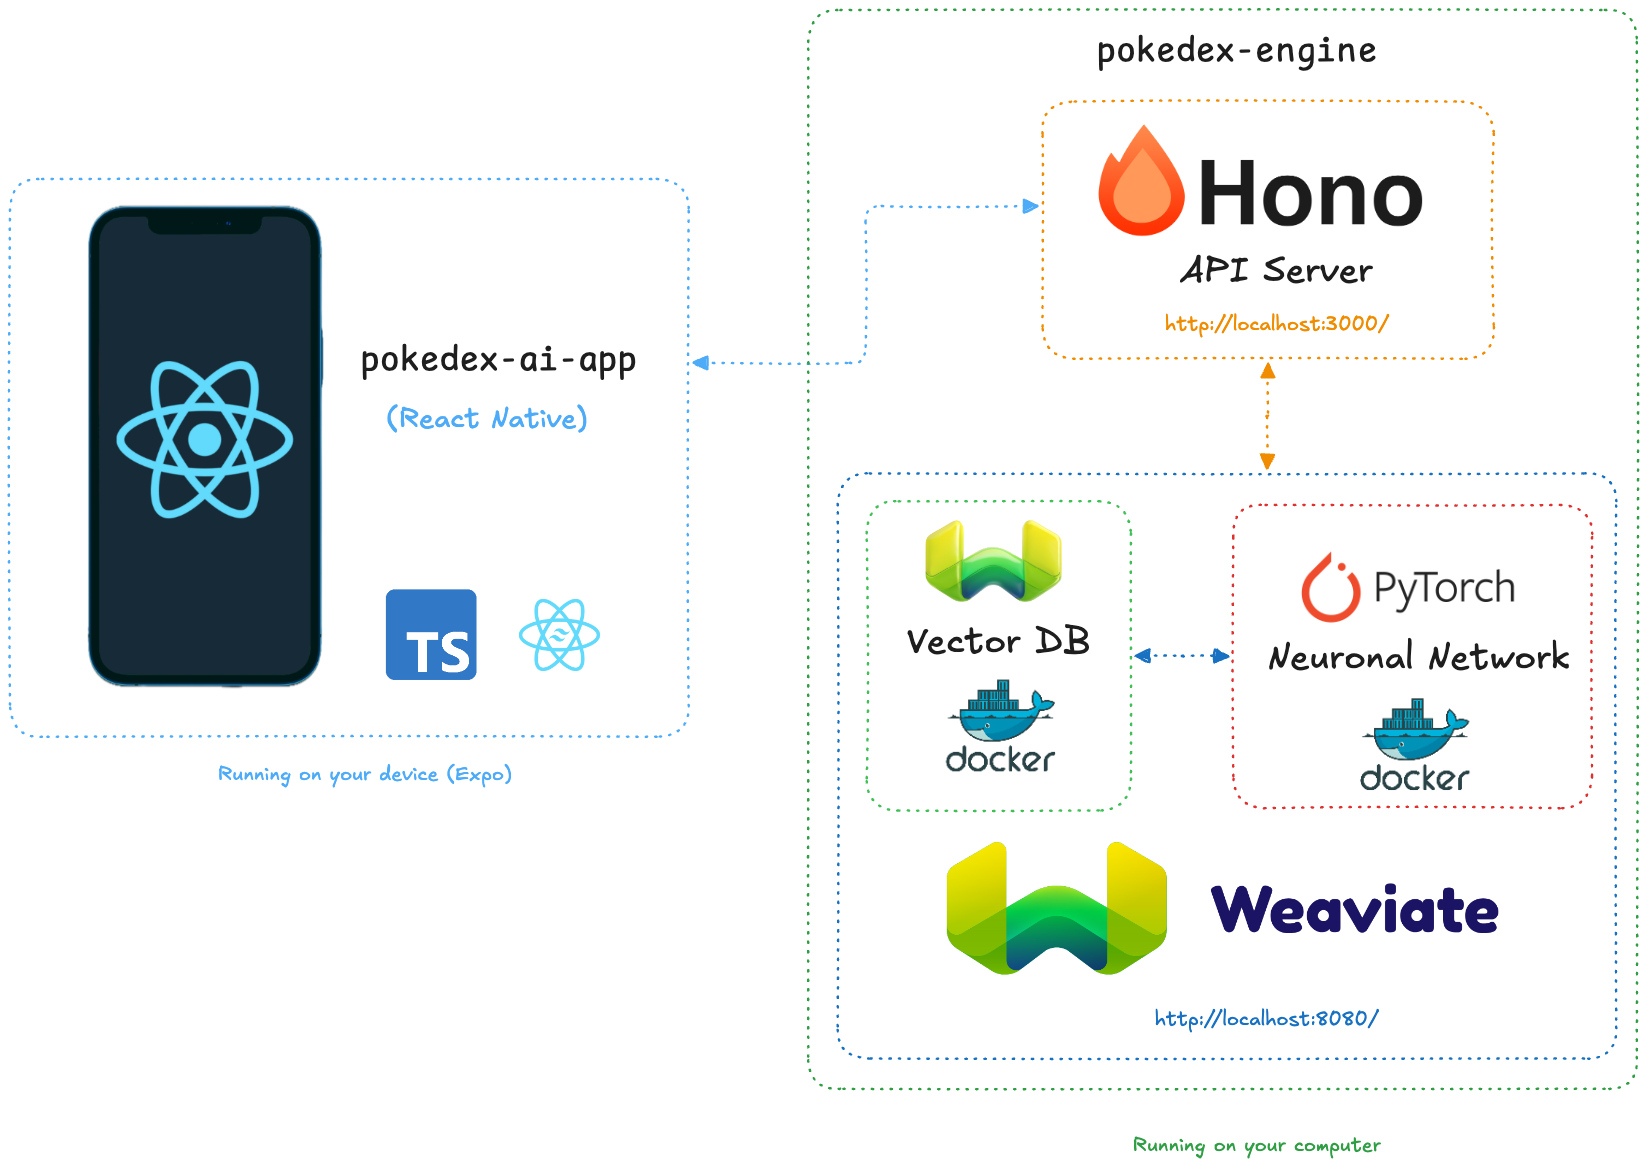 pokedex-engine
Hono
API Server
http://localhost:3000/
pokedex-ai-app
(React Native)
TS
Running on your device (Expo)
Vector DB
docker
PyTorch
Neuronal Network
docker
Weaviate
http://localhost:8080/
Running on your computer